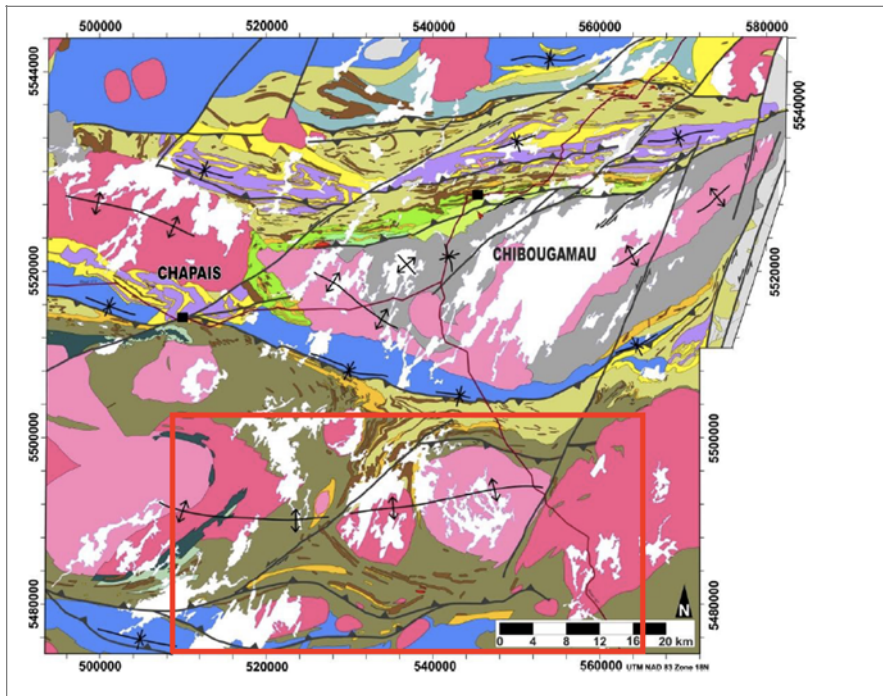 500000 520000 540000 560000 580000
5544000
5540000
CHAPAIS
CHIBOUGAMAU
5520000
5520000
5500000
5500000
5480000
5480000
N
0 4 8 12 16 20 km
500000 520000 540000 560000
UTM NAD 83 Zone 18N